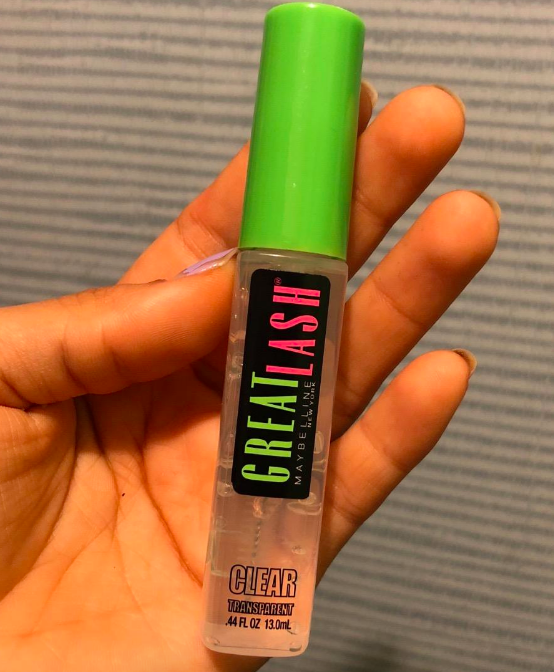 GREAT LASH®
MAYBELLINE
NEW YORK
CLEAR
TRANSPARENT
.44 FL OZ 13.0mL